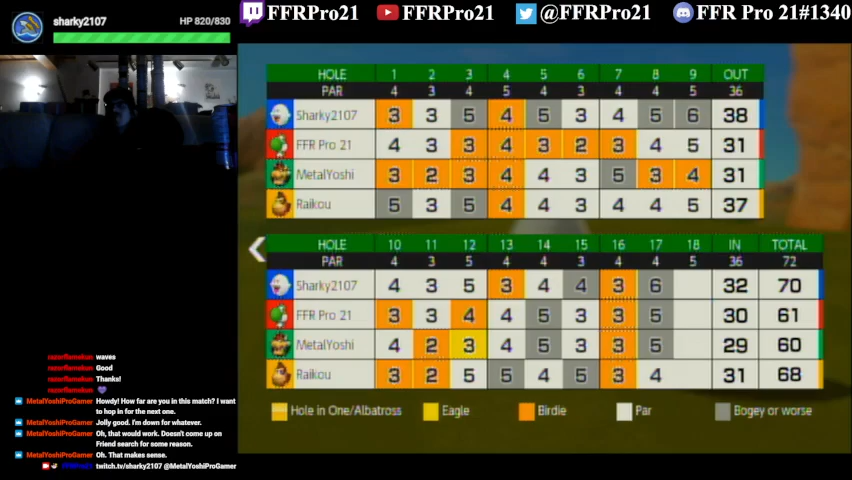 sharky2107 HP 820/830
FFRPro21 FFRPro21 @FFRPro21 FFR Pro 21#1340
HOLE 1 2 3 4 5 6 7 8 9 OUT
PAR 4 3 4 5 4 3 4 4 5 36
Sharky2107 3 3 5 4 5 3 4 5 6 38
FFR Pro 21 4 3 3 4 3 2 3 4 5 31
MetalYoshi 3 2 3 4 4 3 5 3 4 31
Raikou 5 3 5 4 4 3 4 4 5 37
HOLE 10 11 12 13 14 15 16 17 18 IN TOTAL
PAR 4 3 5 4 4 3 4 4 5 36 72
Sharky2107 4 3 5 3 4 4 3 6 32 70
FFR Pro 21 3 3 4 4 5 3 3 5 30 61
MetalYoshi 4 2 3 4 5 3 3 5 29 60
Raikou 3 2 5 5 4 5 3 4 31 68
Hole in One/Albatross Eagle Birdie Par Bogey or worse
waves
Good
Thanks!
MetalYoshiProGamer Howdy! How far are you in this match? I want
to hop in for the next one.
MetalYoshiProGamer Jolly good. I'm down for whatever.
MetalYoshiProGamer Oh, that would work. Doesn't come up on
Friend search for some reason.
MetalYoshiProGamer Oh. That makes sense.
twitch.tv/sharky2107 @MetalYoshiProGamer